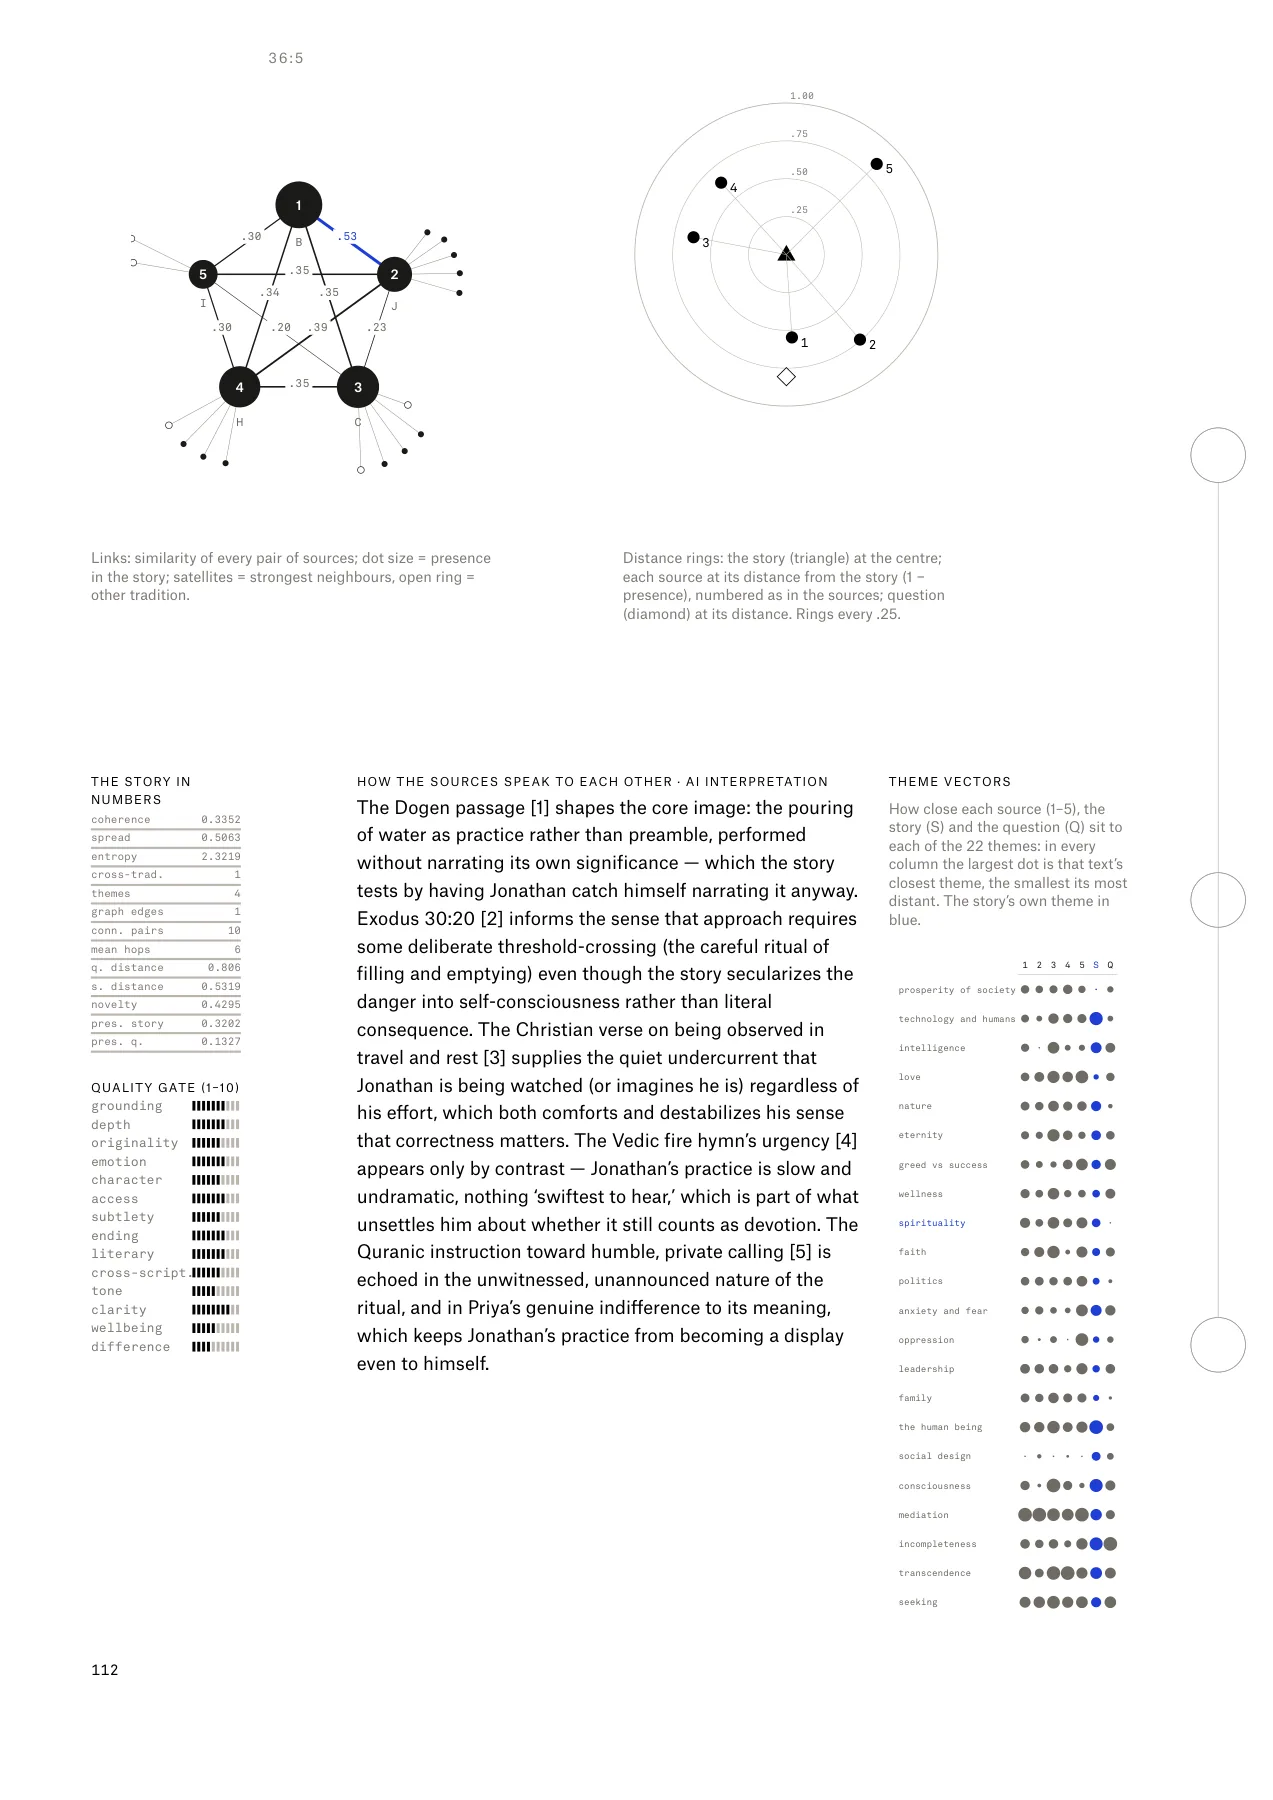 36:5
1
B
.30
.53
5
.35
2
I
.34
.35
J
.30
.20
.39
.23
4
.35
3
H
C
1.00
.75
5
.50
4
.25
3
1
2
Links: similarity of every pair of sources; dot size = presence
in the story; satellites = strongest neighbours, open ring =
other tradition.
Distance rings: the story (triangle) at the centre;
each source at its distance from the story (1 –
presence), numbered as in the sources; question
(diamond) at its distance. Rings every .25.
THE STORY IN
NUMBERS
coherence 0.3352
spread 0.5063
entropy 2.3219
cross-trad. 1
themes 4
graph edges 1
conn. pairs 10
mean hops 6
q. distance 0.806
s. distance 0.5319
novelty 0.4295
pres. story 0.3202
pres. q. 0.1327
QUALITY GATE (1–10)
grounding
depth
originality
emotion
character
access
subtlety
ending
literary
cross-script.
tone
clarity
wellbeing
difference
HOW THE SOURCES SPEAK TO EACH OTHER · AI INTERPRETATION
The Dogen passage [1] shapes the core image: the pouring
of water as practice rather than preamble, performed
without narrating its own significance — which the story
tests by having Jonathan catch himself narrating it anyway.
Exodus 30:20 [2] informs the sense that approach requires
some deliberate threshold-crossing (the careful ritual of
filling and emptying) even though the story secularizes the
danger into self-consciousness rather than literal
consequence. The Christian verse on being observed in
travel and rest [3] supplies the quiet undercurrent that
Jonathan is being watched (or imagines he is) regardless of
his effort, which both comforts and destabilizes his sense
that correctness matters. The Vedic fire hymn's urgency [4]
appears only by contrast — Jonathan's practice is slow and
undramatic, nothing 'swiftest to hear,' which is part of what
unsettles him about whether it still counts as devotion. The
Quranic instruction toward humble, private calling [5] is
echoed in the unwitnessed, unannounced nature of the
ritual, and in Priya's genuine indifference to its meaning,
which keeps Jonathan's practice from becoming a display
even to himself.
THEME VECTORS
How close each source (1–5), the
story (S) and the question (Q) sit to
each of the 22 themes: in every
column the largest dot is that text's
closest theme, the smallest its most
distant. The story's own theme in
blue.
1 2 3 4 5 S Q
prosperity of society
technology and humans
intelligence
love
nature
eternity
greed vs success
wellness
spirituality
faith
politics
anxiety and fear
oppression
leadership
family
the human being
social design
consciousness
mediation
incompleteness
transcendence
seeking
112